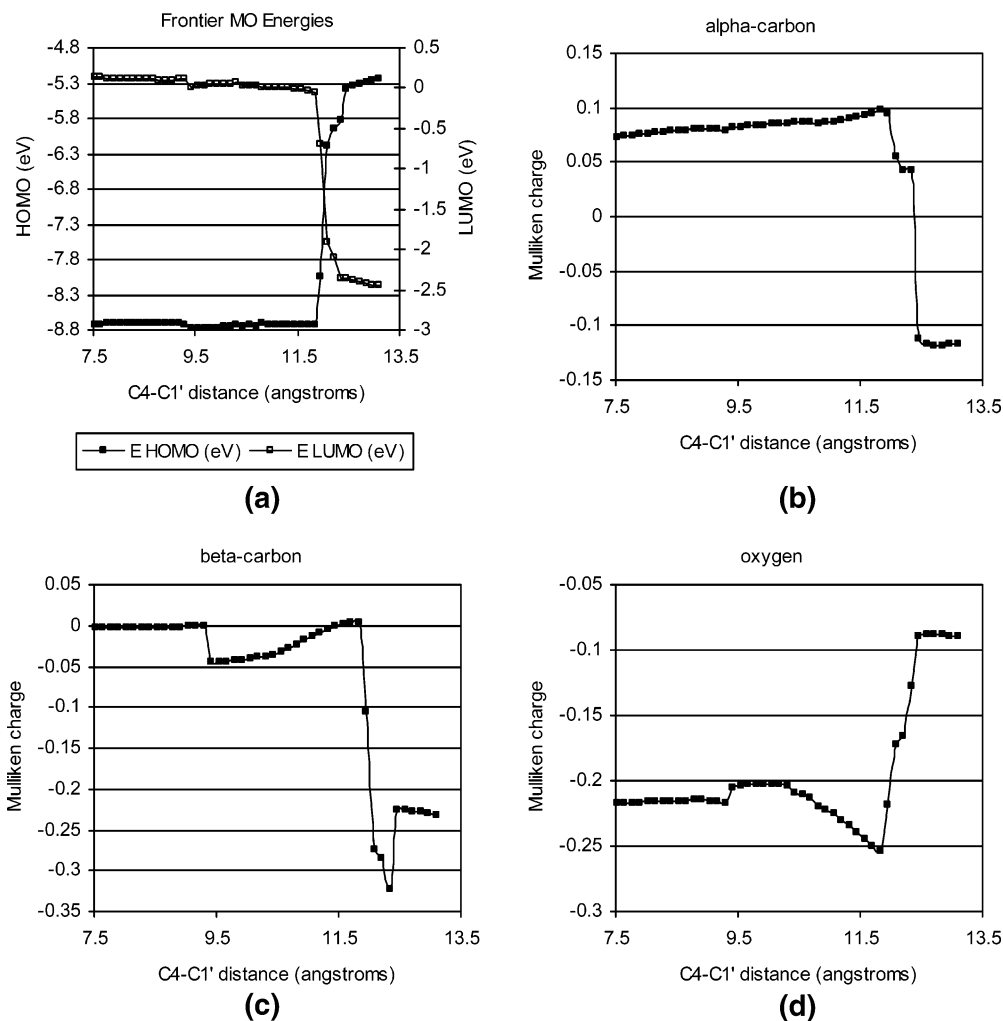 Frontier MO Energies
-4.8
-5.3
-5.8
-6.3
-6.8
-7.3
-7.8
-8.3
-8.8
HOMO (eV)
0.5
0
-0.5
-1
-1.5
-2
-2.5
-3
LUMO (eV)
7.5 9.5 11.5 13.5
C4-C1' distance (angstroms)
E HOMO (eV) E LUMO (eV)
(a)
alpha-carbon
0.15
0.1
0.05
0
-0.05
-0.1
-0.15
Mulliken charge
7.5 9.5 11.5 13.5
C4-C1' distance (angstroms)
(b)
beta-carbon
0.05
0
-0.05
-0.1
-0.15
-0.2
-0.25
-0.3
-0.35
Mulliken charge
7.5 9.5 11.5 13.5
C4-C1' distance (angstroms)
(c)
oxygen
-0.05
-0.1
-0.15
-0.2
-0.25
-0.3
Mulliken charge
7.5 9.5 11.5 13.5
C4-C1' distance (angstroms)
(d)